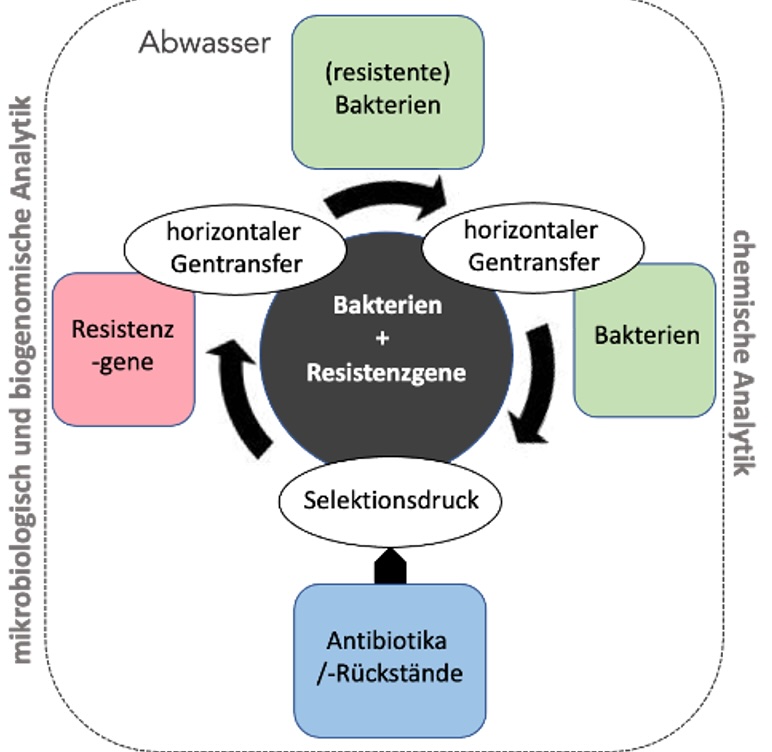 Abwasser
(resistente)
Bakterien
horizontaler
Gentransfer
horizontaler
Gentransfer
Resistenz
-gene
Bakterien
+
Resistenzgene
Bakterien
Selektionsdruck
Antibiotika
/-Rückstände
mikrobiologisch und biogenomische Analytik
chemische Analytik